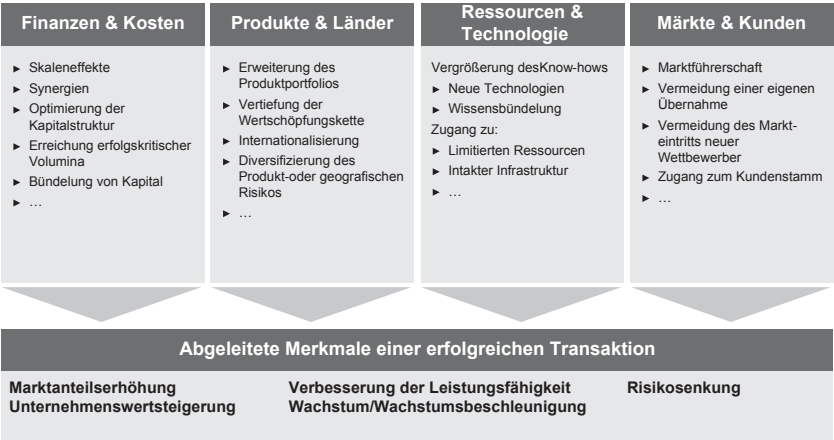 Finanzen & Kosten
► Skaleneffekte
► Synergien
► Optimierung der
Kapitalstruktur
► Erreichung erfolgskritischer
Volumina
► Bündelung von Kapital
► …
Produkte & Länder
► Erweiterung des
Produktportfolios
► Vertiefung der
Wertschöpfungskette
► Internationalisierung
► Diversifizierung des
Produkt-oder geografischen
Risikos
► …
Ressourcen &
Technologie
Vergrößerung desKnow-hows
► Neue Technologien
► Wissensbündelung
Zugang zu:
► Limitierten Ressourcen
► Intakter Infrastruktur
► …
Märkte & Kunden
► Marktführerschaft
► Vermeidung einer eigenen
Übernahme
► Vermeidung des Markt-
eintritts neuer
Wettbewerber
► Zugang zum Kundenstamm
► …
Abgeleitete Merkmale einer erfolgreichen Transaktion
Marktanteilserhöhung
Unternehmenswertsteigerung
Verbesserung der Leistungsfähigkeit
Wachstum/Wachstumsbeschleunigung
Risikosenkung